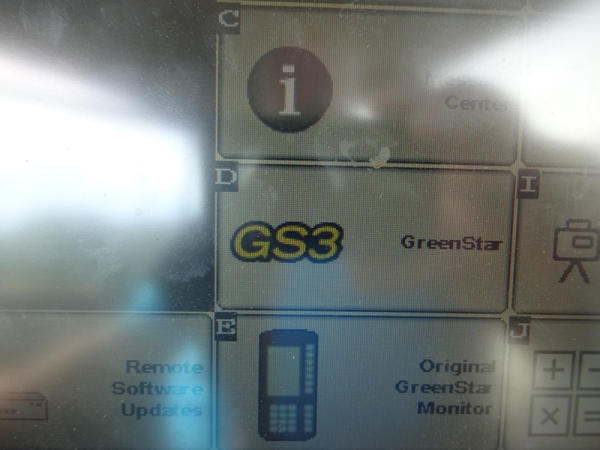 C
Center
D
I
GS3
GreenStar
E
J
Remote
Software
Updates
Original
GreenStar
Monitor